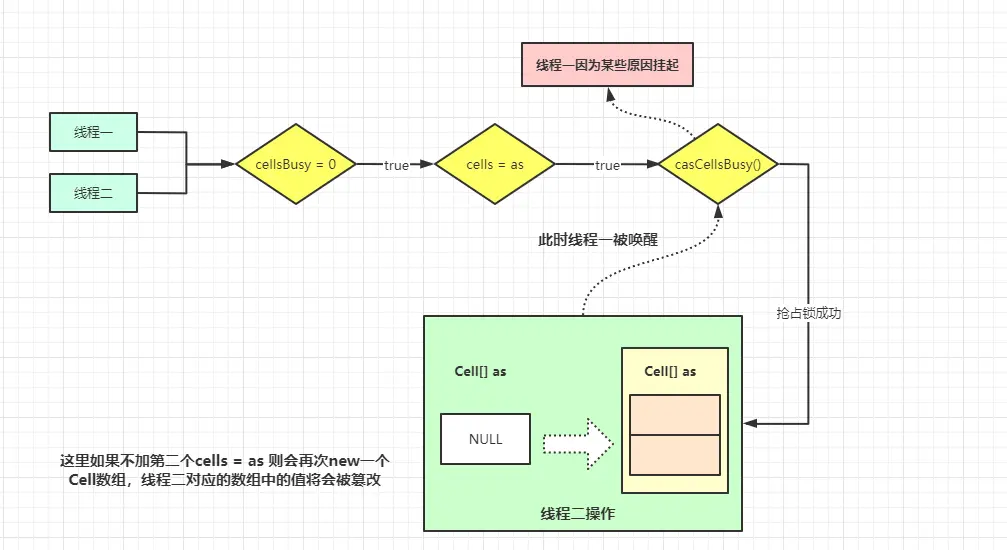 线程一因为某些原因挂起
线程一
线程二
cellsBusy = 0
true
cells = as
true
casCellsBusy()
此时线程一被唤醒
抢占锁成功
Cell[] as
Cell[] as
NULL
线程二操作
这里如果不加第二个cells = as 则会再次new一个
Cell数组，线程二对应的数组中的值将会被篡改